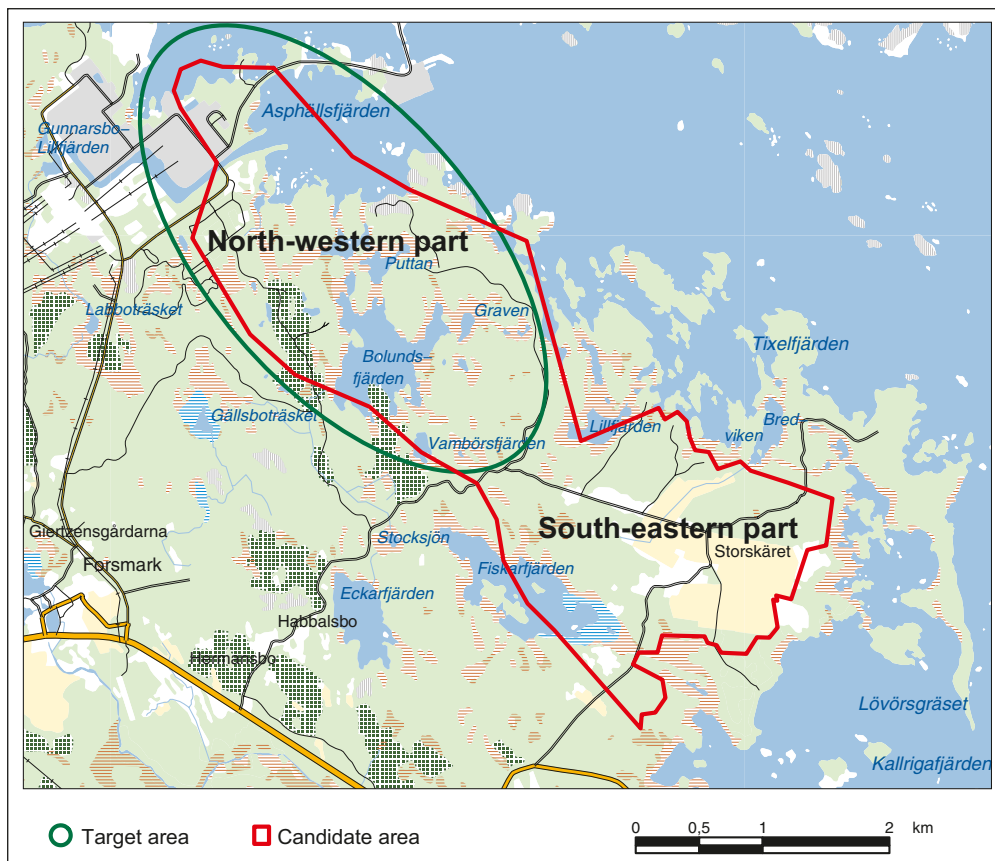 Asphällsfjärden
Gunnarsbo–
Lillfjärden
North-western part
Puttan
Labboträsket
Graven
Tixelfjärden
Bolunds–
fjärden
Gällsboträsket
Lillfjärden
Bred–
viken
Vambörsfjärden
South-eastern part
Giertzensgårdarna
Stocksjön
Storskäret
Forsmark
Fiskarfjärden
Eckarfjärden
Habbalsbo
Hermansbo
Lövörsgräset
Kallrigafjärden
Target area
Candidate area
0 0,5 1 2 km